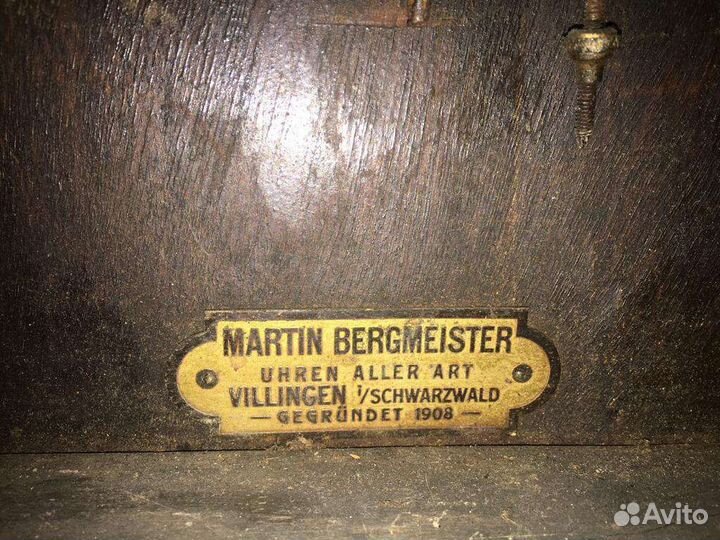 MARTIN BERGMEISTER
UHREN ALLER ART
VILLINGEN i/SCHWARZWALD
— GEGRÜNDET 1908 —
Avito